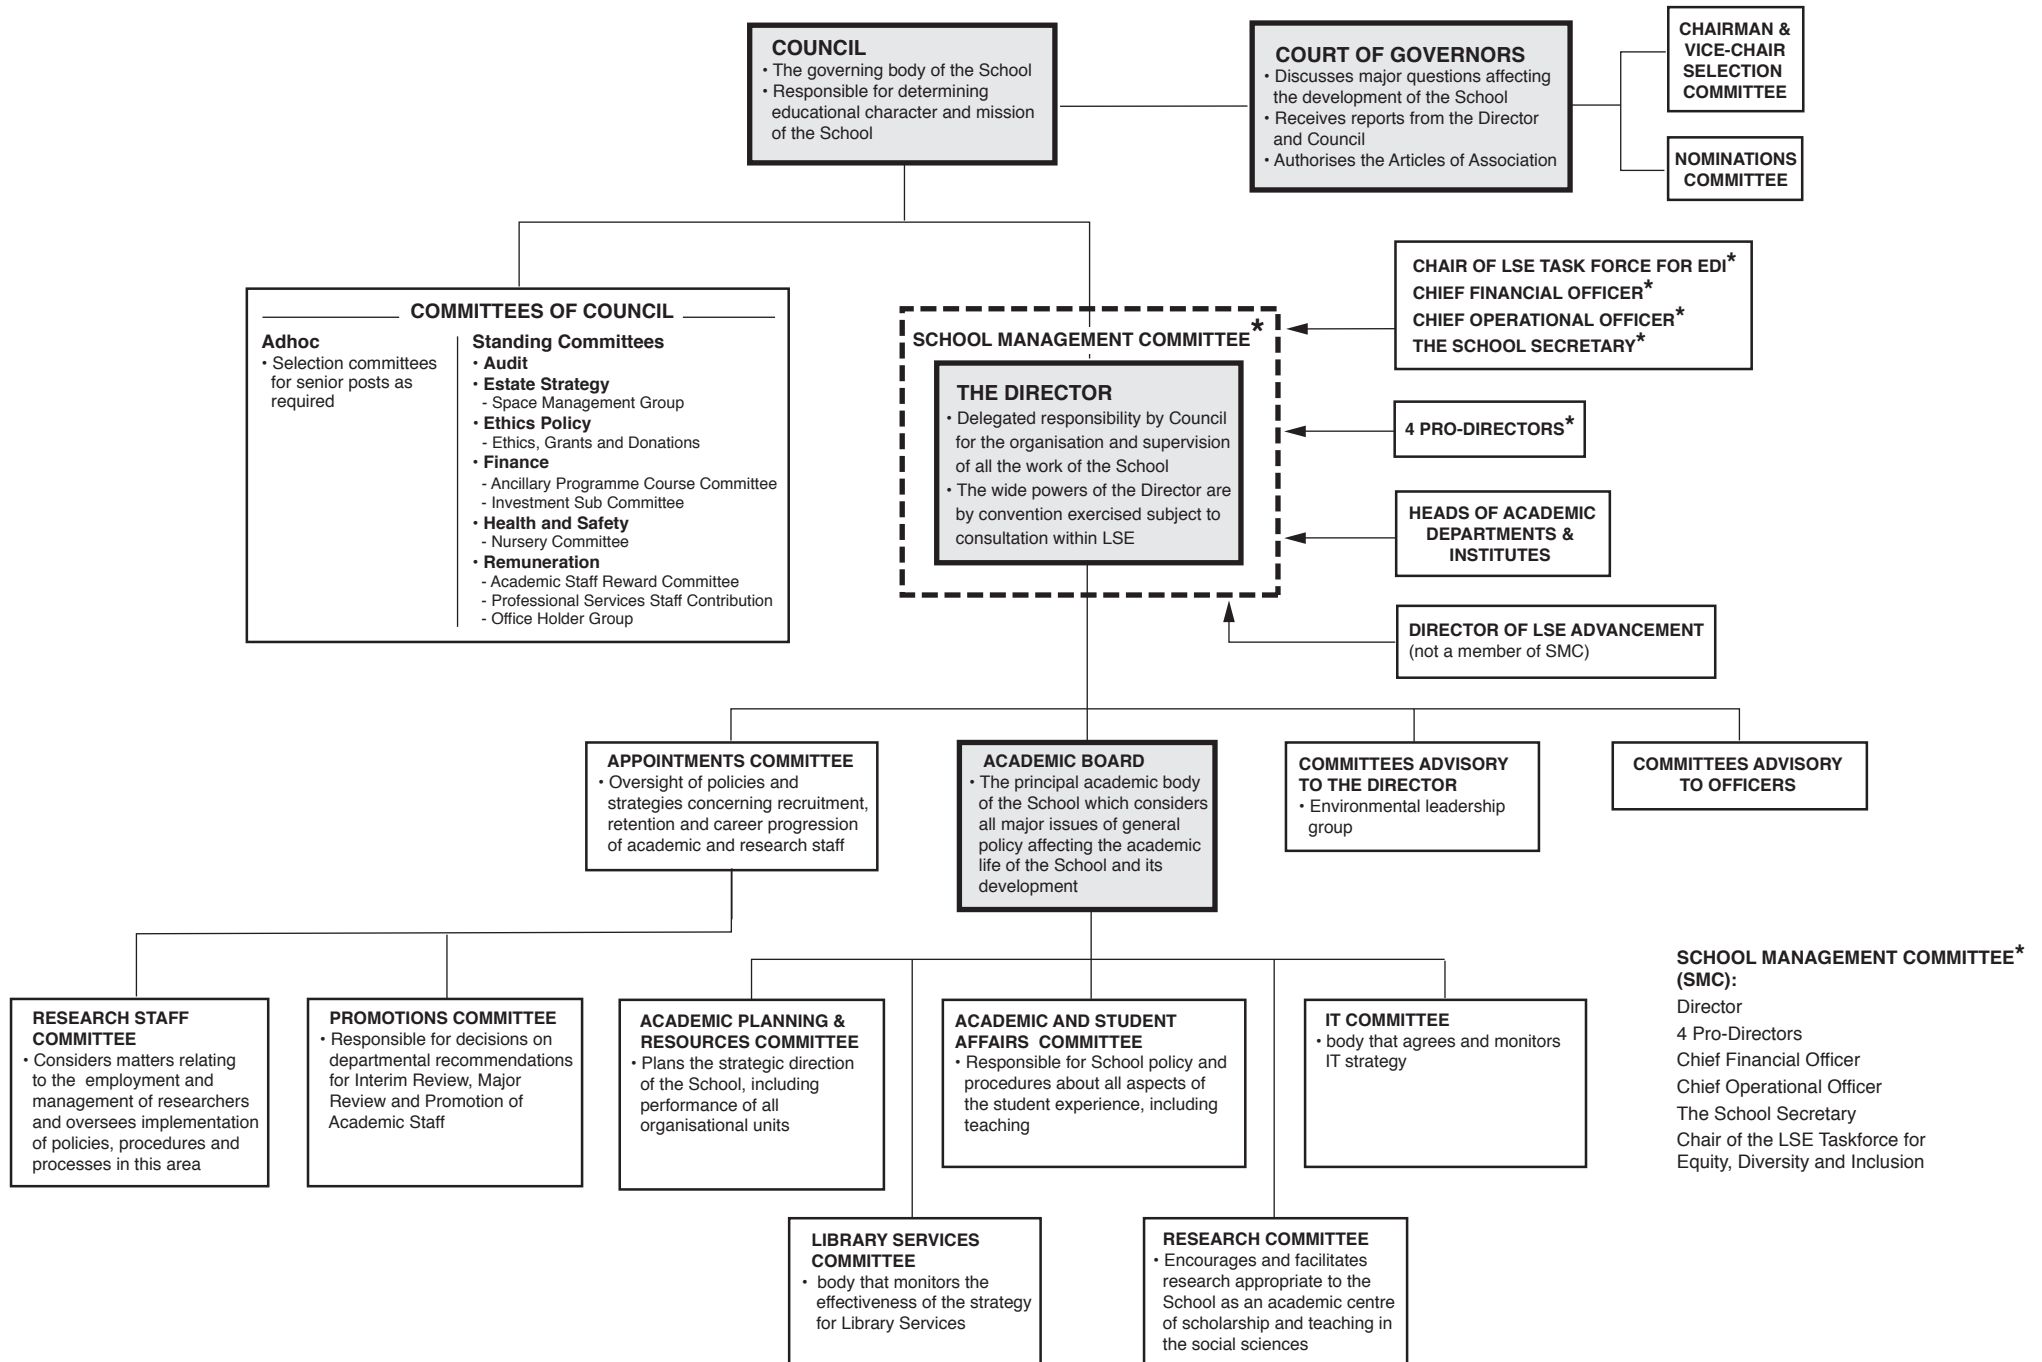 COUNCIL
• The governing body of the School
• Responsible for determining
educational character and mission
of the School
COURT OF GOVERNORS
• Discusses major questions affecting
the development of the School
• Receives reports from the Director
and Council
• Authorises the Articles of Association
CHAIRMAN &
VICE-CHAIR
SELECTION
COMMITTEE
NOMINATIONS
COMMITTEE
COMMITTEES OF COUNCIL
Adhoc
• Selection committees
for senior posts as
required
Standing Committees
• Audit
• Estate Strategy
- Space Management Group
• Ethics Policy
- Ethics, Grants and Donations
• Finance
- Ancillary Programme Course Committee
- Investment Sub Committee
• Health and Safety
- Nursery Committee
• Remuneration
- Academic Staff Reward Committee
- Professional Services Staff Contribution
- Office Holder Group
SCHOOL MANAGEMENT COMMITTEE*
THE DIRECTOR
• Delegated responsibility by Council
for the organisation and supervision
of all the work of the School
• The wide powers of the Director are
by convention exercised subject to
consultation within LSE
CHAIR OF LSE TASK FORCE FOR EDI*
CHIEF FINANCIAL OFFICER*
CHIEF OPERATIONAL OFFICER*
THE SCHOOL SECRETARY*
4 PRO-DIRECTORS*
HEADS OF ACADEMIC
DEPARTMENTS &
INSTITUTES
DIRECTOR OF LSE ADVANCEMENT
(not a member of SMC)
APPOINTMENTS COMMITTEE
• Oversight of policies and
strategies concerning recruitment,
retention and career progression
of academic and research staff
ACADEMIC BOARD
• The principal academic body
of the School which considers
all major issues of general
policy affecting the academic
life of the School and its
development
COMMITTEES ADVISORY
TO THE DIRECTOR
• Environmental leadership
group
COMMITTEES ADVISORY
TO OFFICERS
RESEARCH STAFF
COMMITTEE
• Considers matters relating
to the employment and
management of researchers
and oversees implementation
of policies, procedures and
processes in this area
PROMOTIONS COMMITTEE
• Responsible for decisions on
departmental recommendations
for Interim Review, Major
Review and Promotion of
Academic Staff
ACADEMIC PLANNING &
RESOURCES COMMITTEE
• Plans the strategic direction
of the School, including
performance of all
organisational units
ACADEMIC AND STUDENT
AFFAIRS COMMITTEE
• Responsible for School policy and
procedures about all aspects of
the student experience, including
teaching
IT COMMITTEE
• body that agrees and monitors
IT strategy
SCHOOL MANAGEMENT COMMITTEE*
(SMC):
Director
4 Pro-Directors
Chief Financial Officer
Chief Operational Officer
The School Secretary
Chair of the LSE Taskforce for
Equity, Diversity and Inclusion
LIBRARY SERVICES
COMMITTEE
• body that monitors the
effectiveness of the strategy
for Library Services
RESEARCH COMMITTEE
• Encourages and facilitates
research appropriate to the
School as an academic centre
of scholarship and teaching in
the social sciences